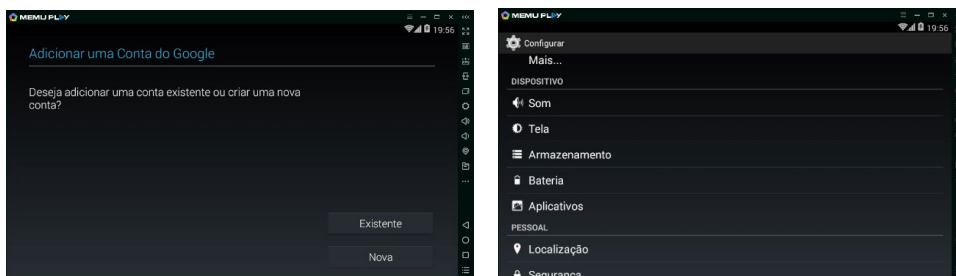 MEMU PLAY
19:56
Adicionar uma Conta do Google
Deseja adicionar uma conta existente ou criar uma nova
conta?
Existente
Nova
MEMU PLAY
19:56
Configurar
Mais...
DISPOSITIVO
Som
Tela
Armazenamento
Bateria
Aplicativos
PESSOAL
Localização
Segurança